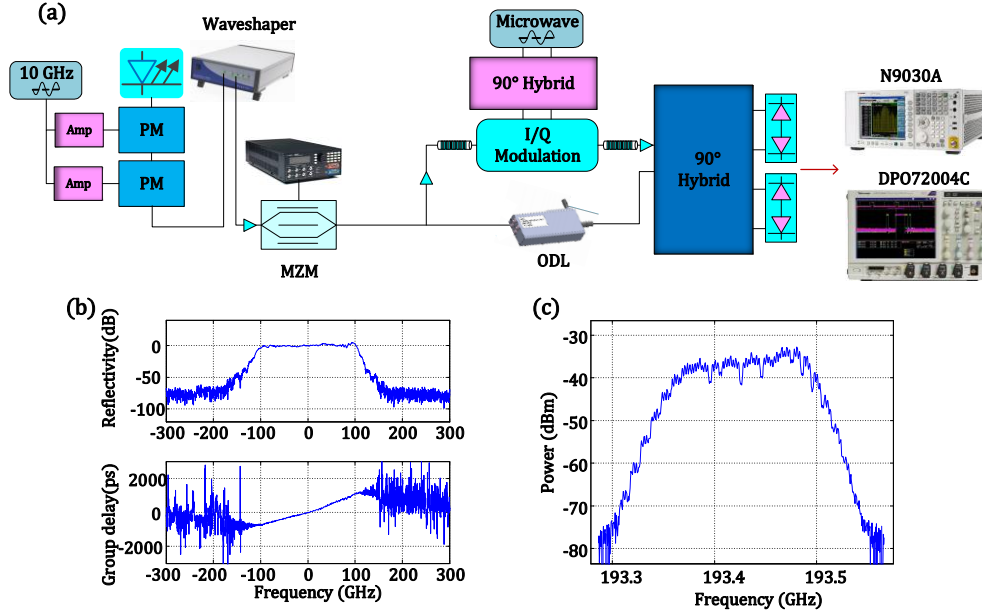 (a)
Waveshaper
Microwave
10 GHz
90° Hybrid
N9030A
Amp
PM
I/Q
Modulation
90°
Hybrid
Amp
PM
DPO72004C
MZM
ODL
(b)
Reflectivity(dB)
0
-50
-100
-300 -200 -100 0 100 200 300
Group delay(ps)
2000
0
-2000
-300 -200 -100 0 100 200 300
Frequency (GHz)
(c)
Power (dBm)
-30
-40
-50
-60
-70
-80
193.3 193.4 193.5
Frequency (GHz)